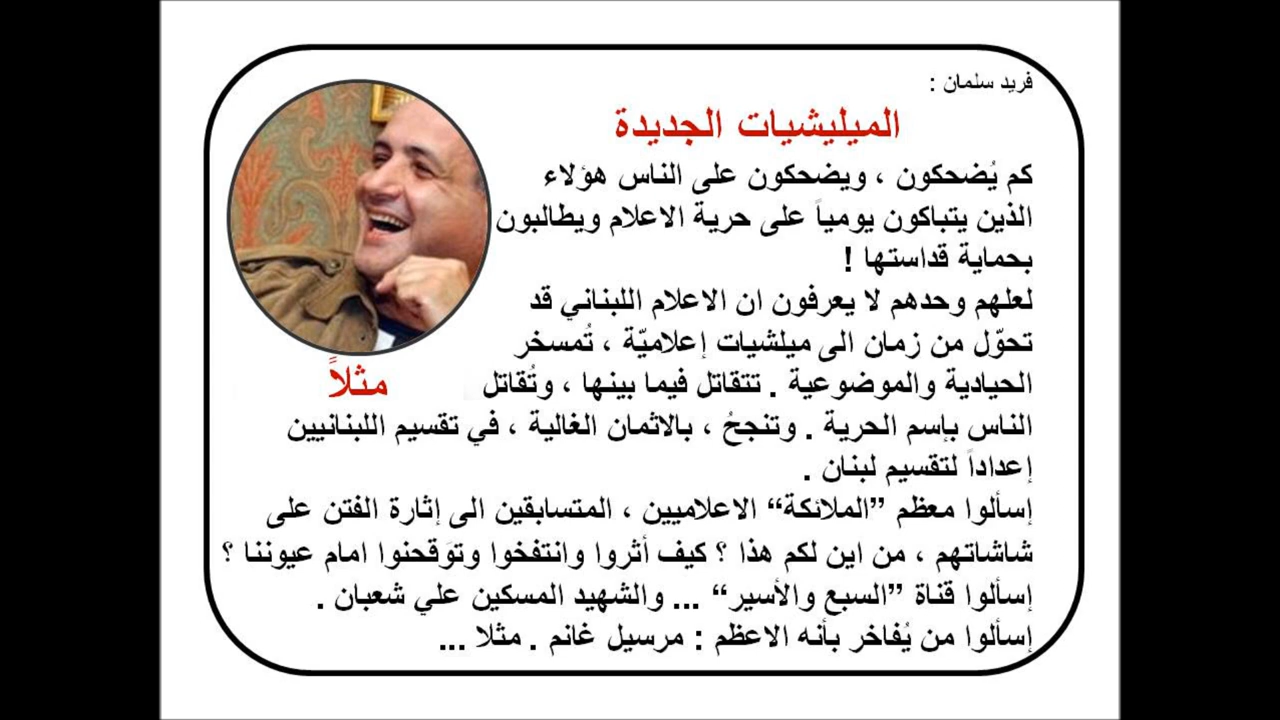 فريد سلمان :
الميليشيات الجديدة
كم يُضحكون ، ويضحكون على الناس هؤلاء
الذين يتباكون يومياً على حرية الاعلام ويطالبون
بحماية قداستها !
لعلهم وحدهم لا يعرفون ان الاعلام اللبناني قد
تحوّل من زمان الى ميلشيات إعلاميّة ، تُمسخر
الحيادية والموضوعية . تتقاتل فيما بينها ، وتُقاتل
مثلاً
الناس بإسم الحرية . وتنجحُ ، بالاثمان الغالية ، في تقسيم اللبنانيين
إعداداً لتقسيم لبنان .
إسألوا معظم ”الملائكة“ الاعلاميين ، المتسابقين الى إثارة الفتن على
شاشاتهم ، من اين لكم هذا ؟ كيف أثروا وانتفخوا وتوَقحنوا امام عيوننا ؟
إسألوا قناة ”السبع والأسير“ ... والشهيد المسكين علي شعبان .
إسألوا من يُفاخر بأنه الاعظم : مرسيل غانم . مثلا ...